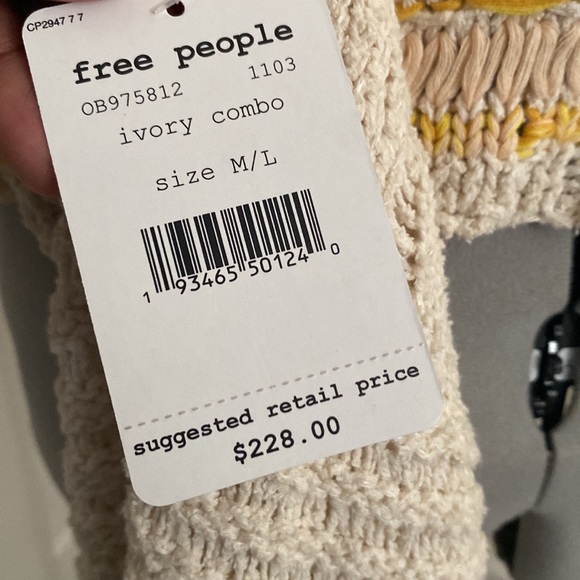 CP2947 7 7
free people
OB975812 1103
ivory combo
size M/L
1 93465 50124 0
suggested retail price
$228.00